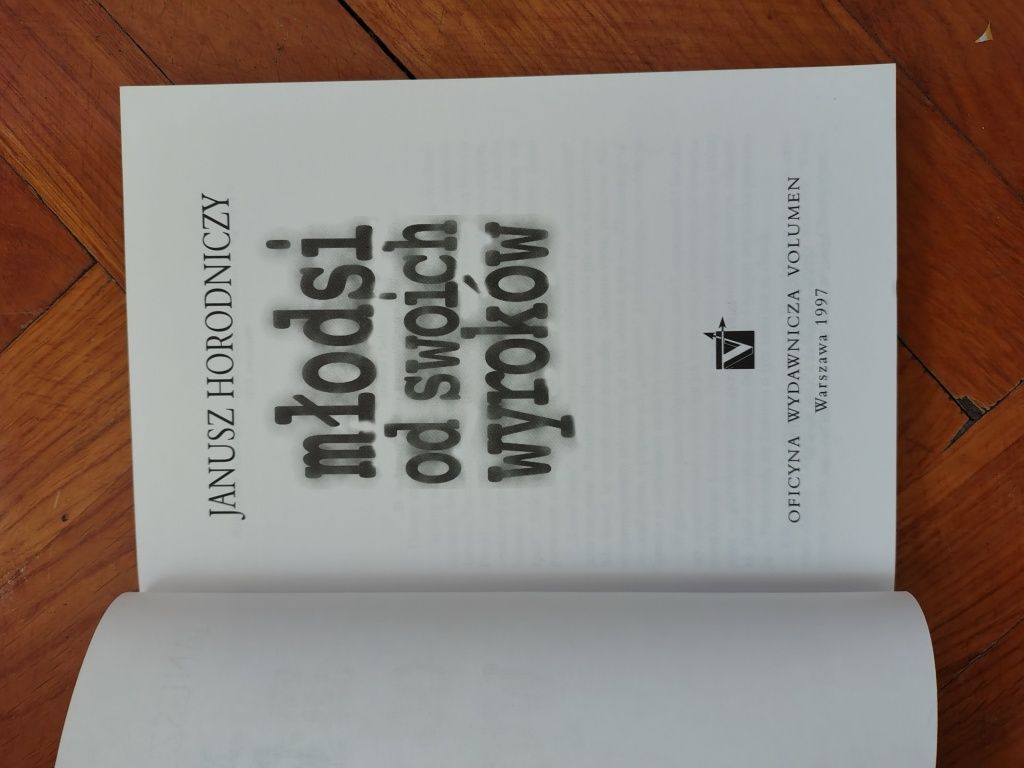 JANUSZ HORODNICZY
młodsi
od swoich
wyroków
V
OFICYNA WYDAWNICZA VOLUMEN
Warszawa 1997